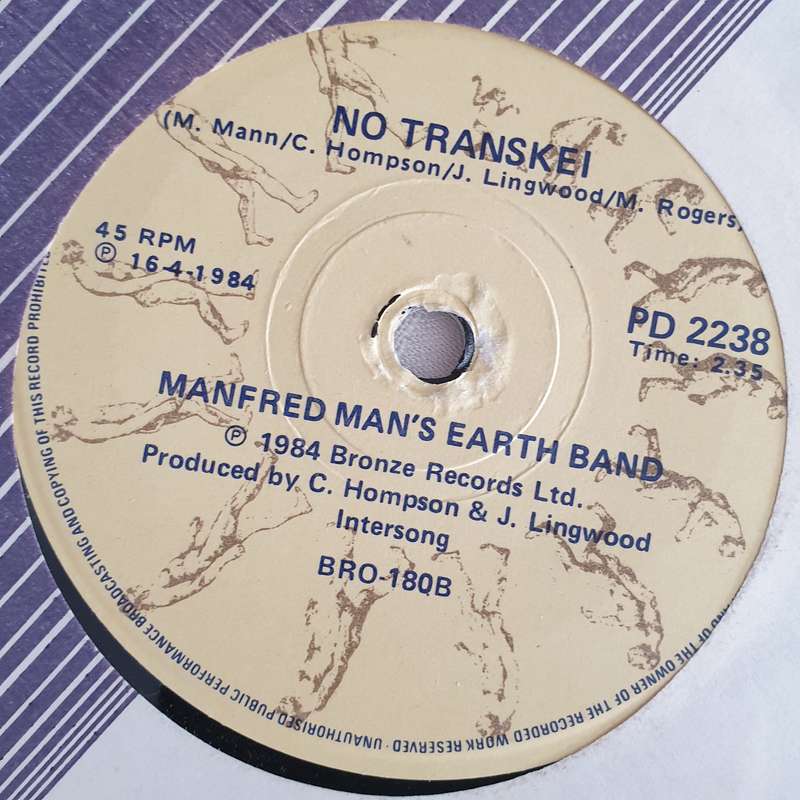 NO TRANSKEI
(M. Mann/C. Hompson/J. Lingwood/M. Rogers)
45 RPM
Ⓟ 16-4-1984
PD 2238
Time: 2.35
MANFRED MAN'S EARTH BAND
Ⓟ 1984 Bronze Records Ltd.
Produced by C. Hompson & J. Lingwood
Intersong
BRO-180B
OF THE OWNER OF THE RECORDED WORK RESERVED · UNAUTHORISED PUBLIC PERFORMANCE BROADCASTING AND COPYING OF THIS RECORD PROHIBITED